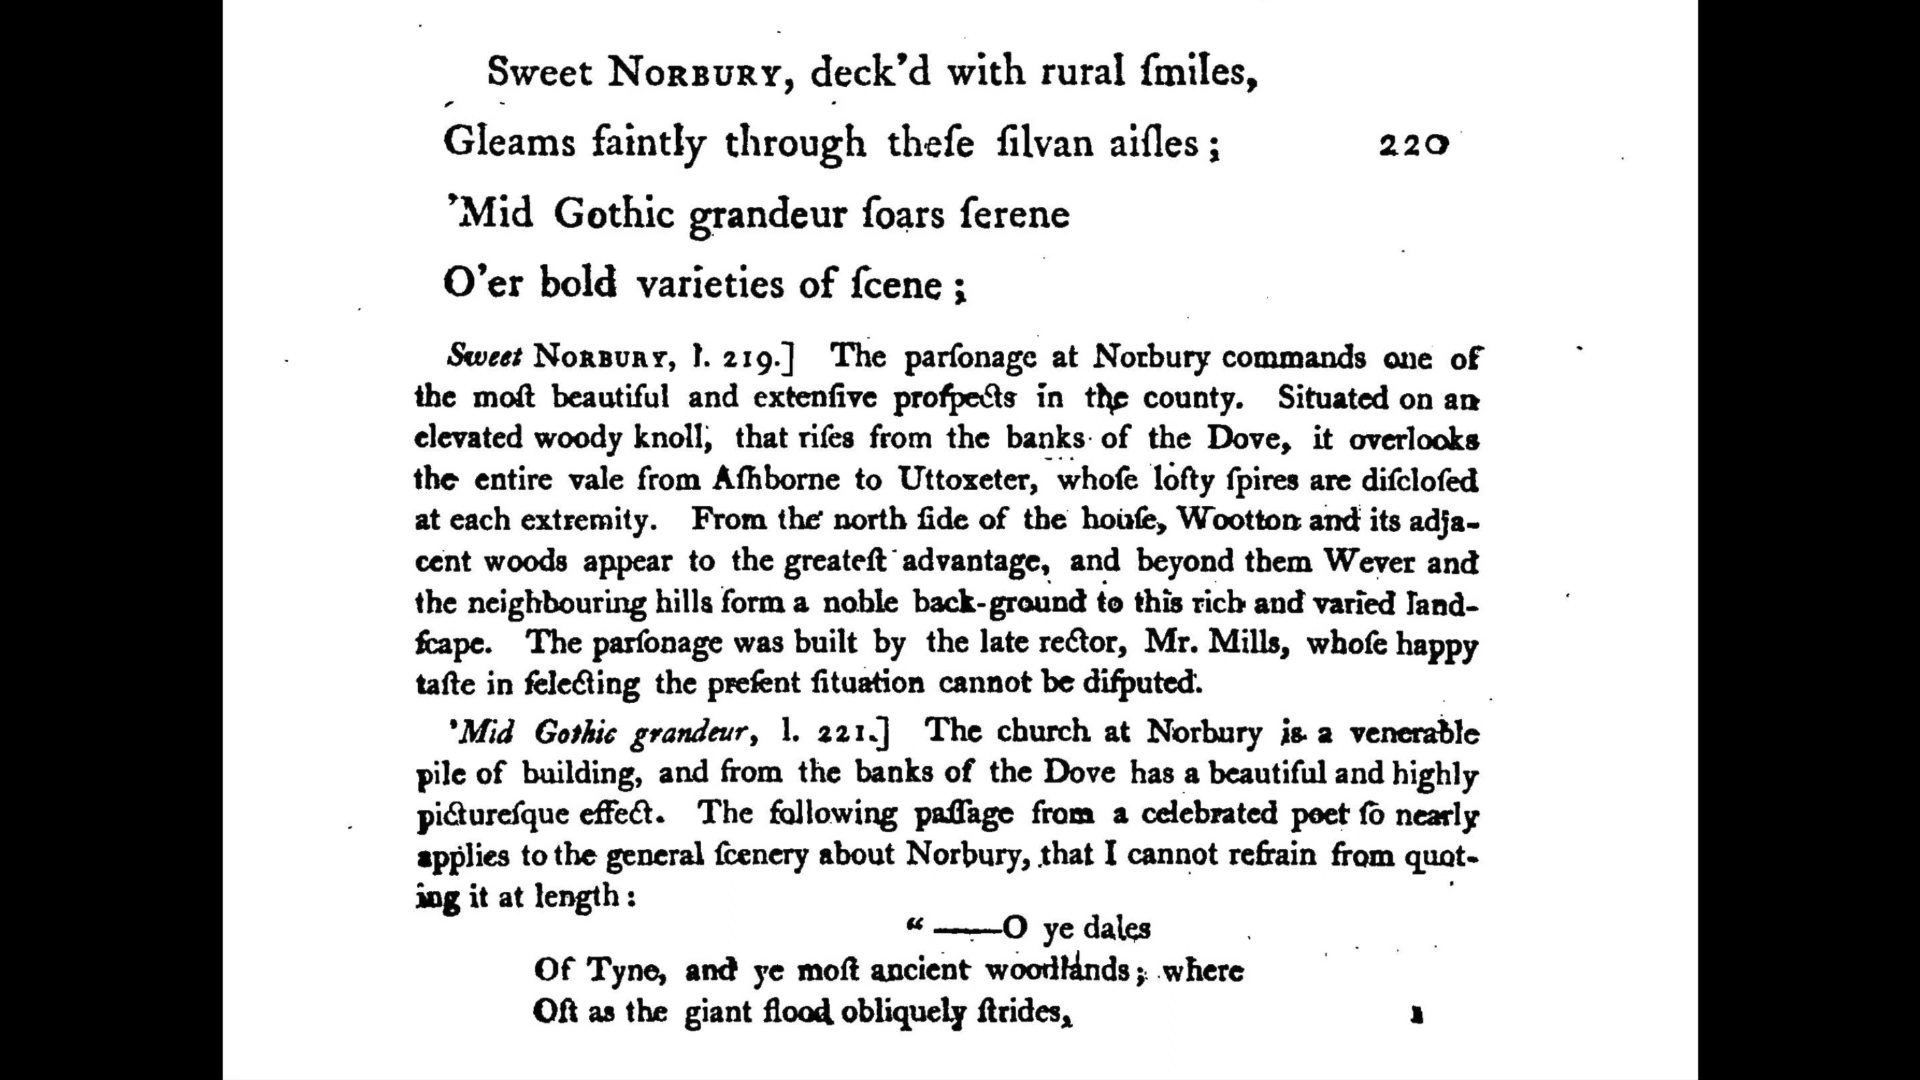 Sweet NORBURY, deck'd with rural ſmiles,
Gleams faintly through theſe ſilvan aiſles; 220
'Mid Gothic grandeur ſoars ſerene
O'er bold varieties of ſcene;
Sweet NORBURY, l. 219.] The parſonage at Norbury commands one of
the moſt beautiful and extenſive proſpects in the county. Situated on an
elevated woody knoll, that riſes from the banks of the Dove, it overlooks
the entire vale from Aſhborne to Uttoxeter, whoſe lofty ſpires are diſcloſed
at each extremity. From the north ſide of the houſe, Wootton and its adja-
cent woods appear to the greateſt advantage, and beyond them Wever and
the neighbouring hills form a noble back-ground to this rich and varied land-
ſcape. The parſonage was built by the late rector, Mr. Mills, whoſe happy
taſte in ſelecting the preſent ſituation cannot be diſputed.
'Mid Gothic grandeur, l. 221.] The church at Norbury is a venerable
pile of building, and from the banks of the Dove has a beautiful and highly
pictureſque effect. The following paſſage from a celebrated poet ſo nearly
applies to the general ſcenery about Norbury, that I cannot refrain from quot-
ing it at length:
"——O ye dales
Of Tyne, and ye moſt ancient woodlands; where
Oft as the giant flood obliquely ſtrides,